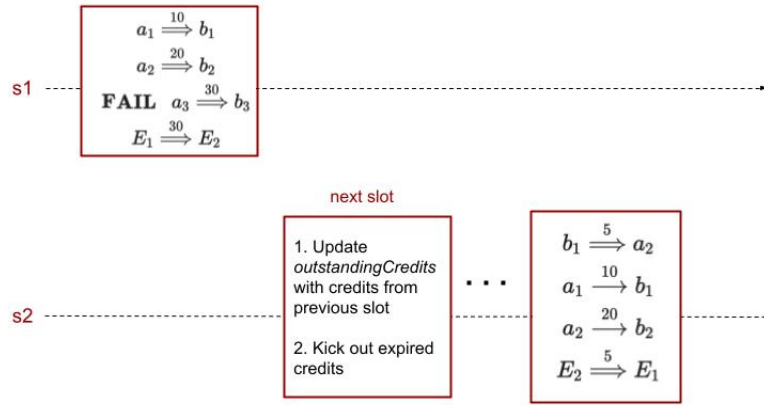 a₁ ⟹¹⁰ b₁
a₂ ⟹²⁰ b₂
s1
FAIL a₃ ⟹³⁰ b₃
E₁ ⟹³⁰ E₂
next slot
1. Update
outstandingCredits
with credits from
previous slot
2. Kick out expired
credits
s2
...
b₁ ⟹⁵ a₂
a₁ ⟶¹⁰ b₁
a₂ ⟶²⁰ b₂
E₂ ⟹⁵ E₁